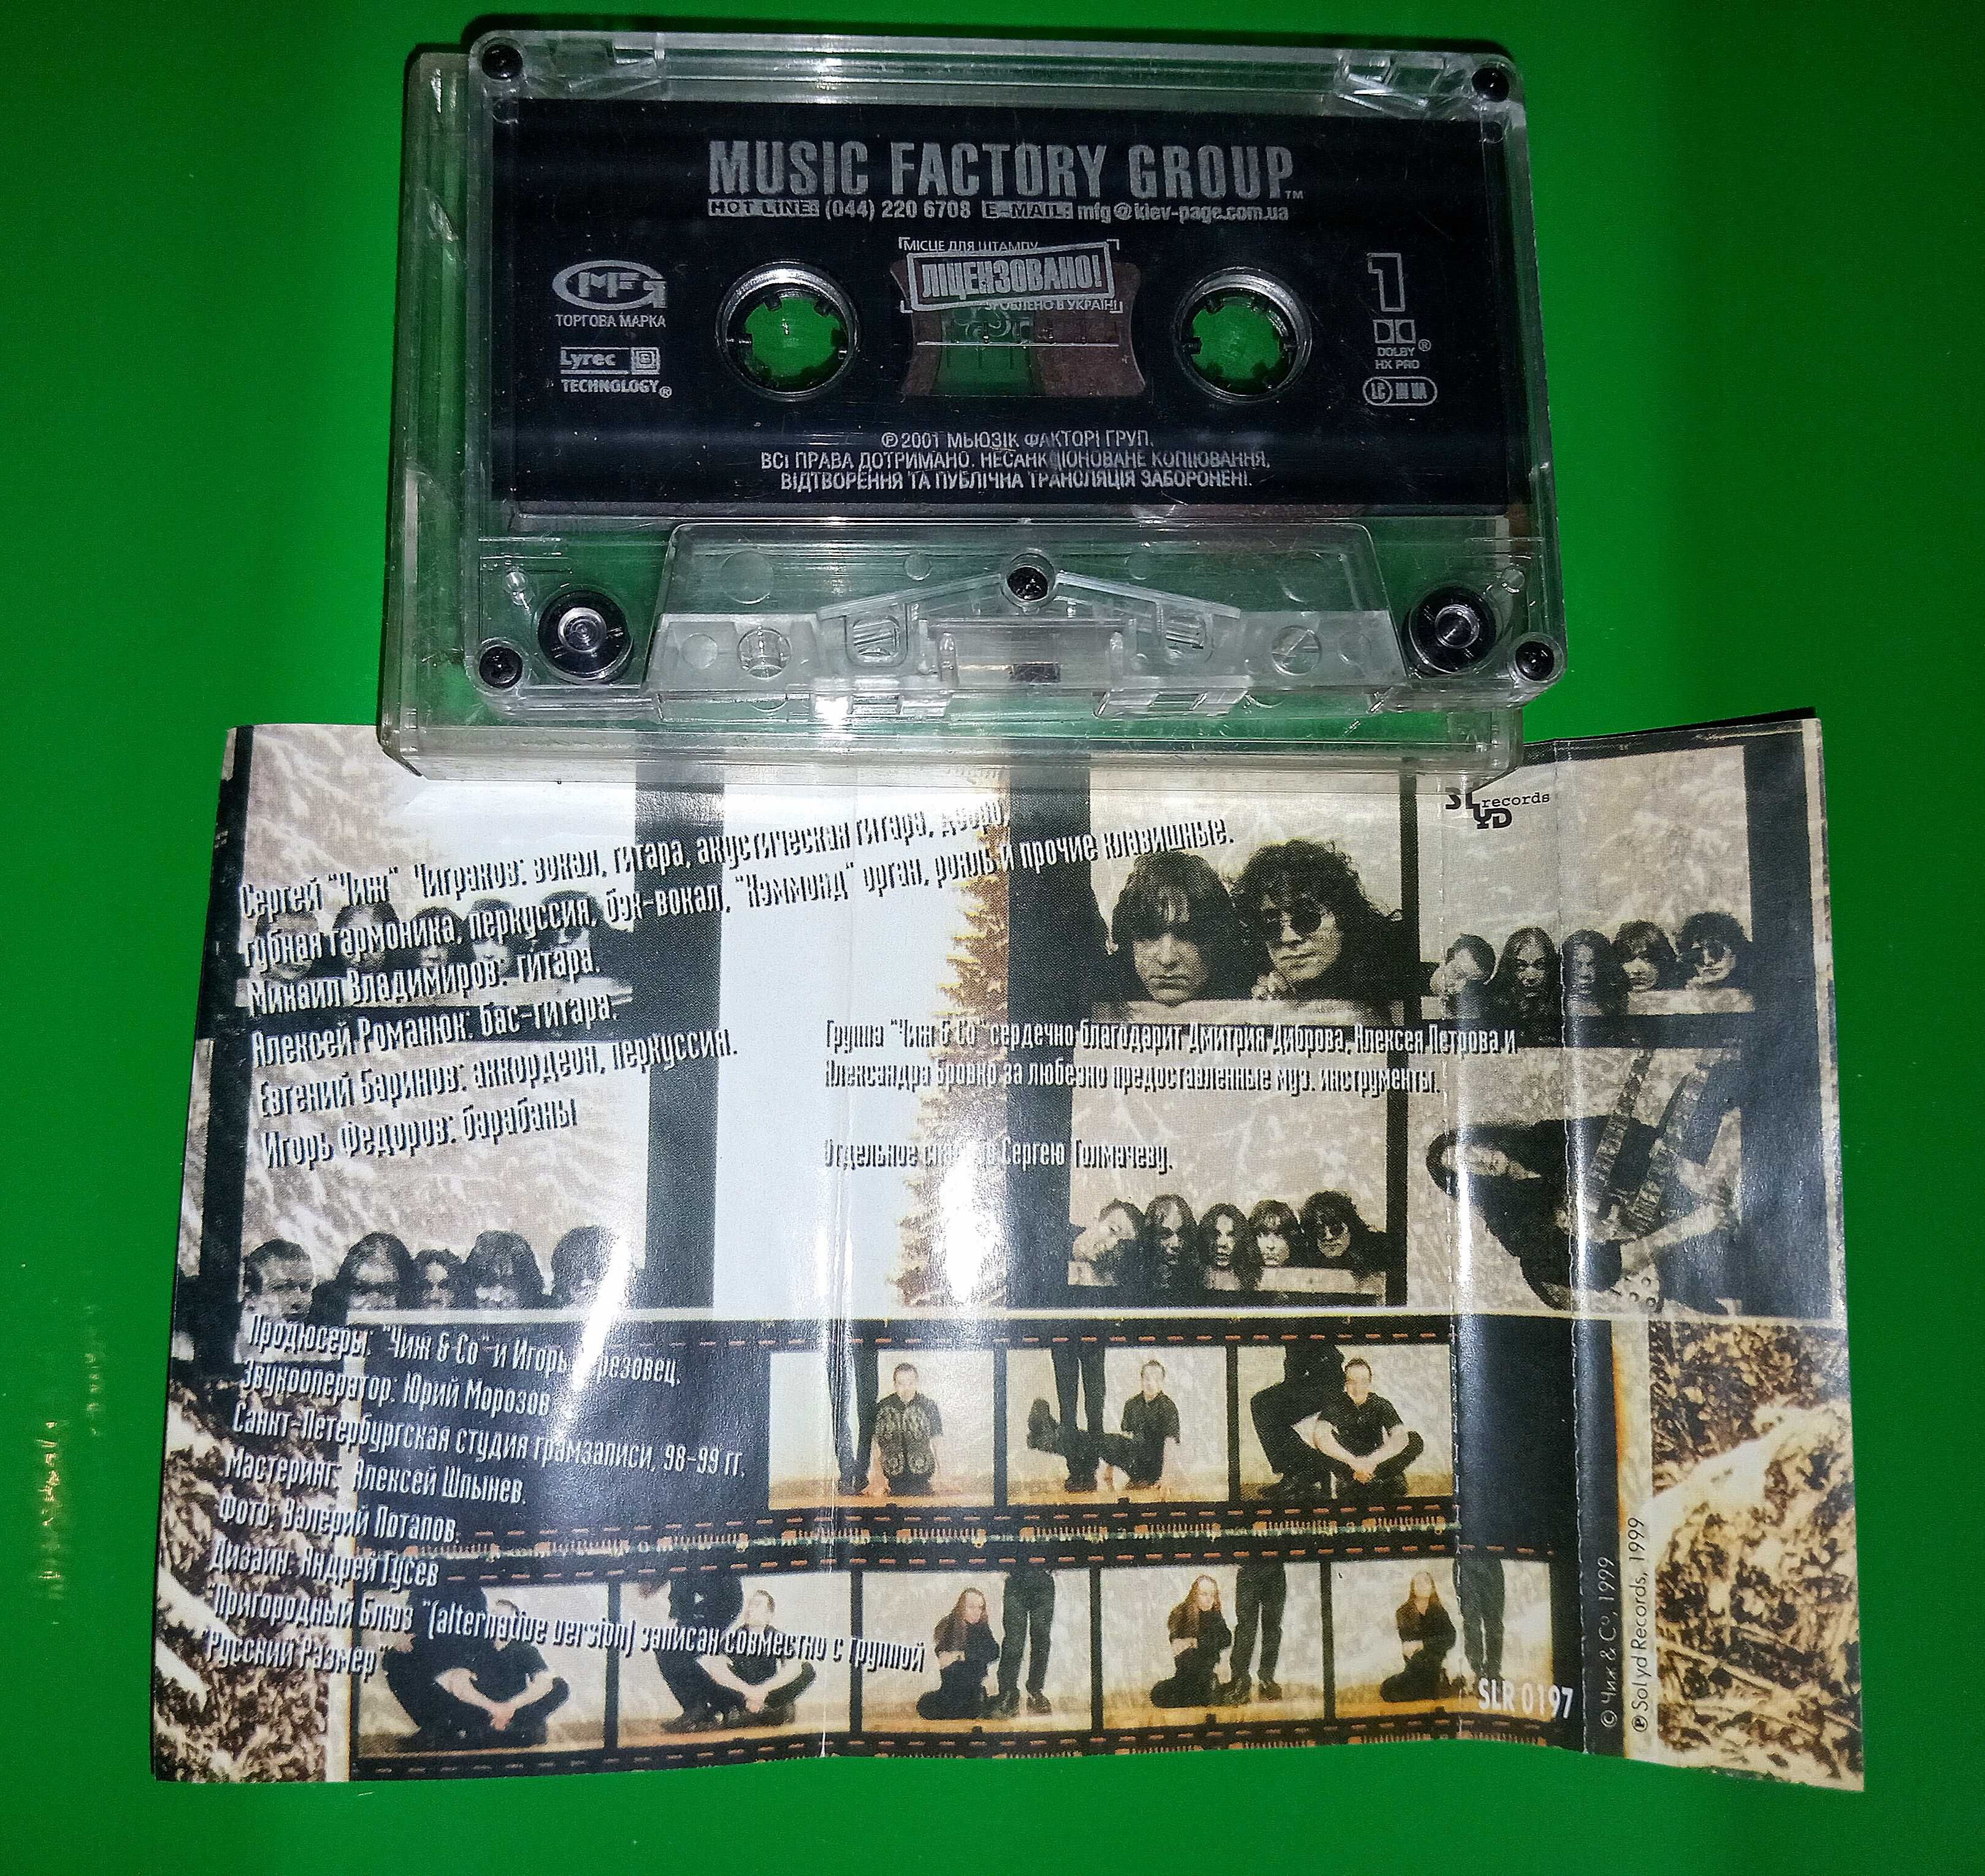 MUSIC FACTORY GROUP™
HOT LINE: (044) 220 6708 E-MAIL: mfg@kiev-page.com.ua
МІСЦЕ ДЛЯ ШТАМПУ
ЛІЦЕНЗОВАНО!
В УКРАЇНІ
MFG
ТОРГОВА МАРКА
Lyrec
TECHNOLOGY®
1
DOLBY®
HX PRO
LC
℗ 2001 МЬЮЗІК ФАКТОРІ ГРУП.
ВСІ ПРАВА ДОТРИМАНО. НЕСАНКЦІОНОВАНЕ КОПІЮВАННЯ,
ВІДТВОРЕННЯ ТА ПУБЛІЧНА ТРАНСЛЯЦІЯ ЗАБОРОНЕНІ.
records
Сергей "Чиж" Чиграков: вокал, гитара, акустическая гитара, добро,
губная гармоника, перкуссия, бэк-вокал, "Хэммонд" орган, рояль и прочие клавишные.
Михаил Владимиров: гитара.
Алексей Романюк: бас-гитара.
Евгений Баринов: аккордеон, перкуссия.
Игорь Федоров: барабаны
Группа "Чиж & Co" сердечно благодарит Дмитрия Диброва, Алексея Петрова и
Александра Бровко за любезно предоставленные муз. инструменты.
Отдельное Сергею Толмачеву.
Продюсеры: "Чиж & Co" и Игорь
Звукооператор: Юрий Морозов
Санкт-Петербургская студия грамзаписи, 98-99 гг.
Мастеринг: Алексей Шпынев.
Фото: Валерий Потапов.
Дизайн: Андрей Гусев
"Пригородный Блюз "(alternative version) записан совместно с группой
"Русский Размер"
SLR 0197
© Чиж & Cº, 1999
℗ Solyd Records, 1999